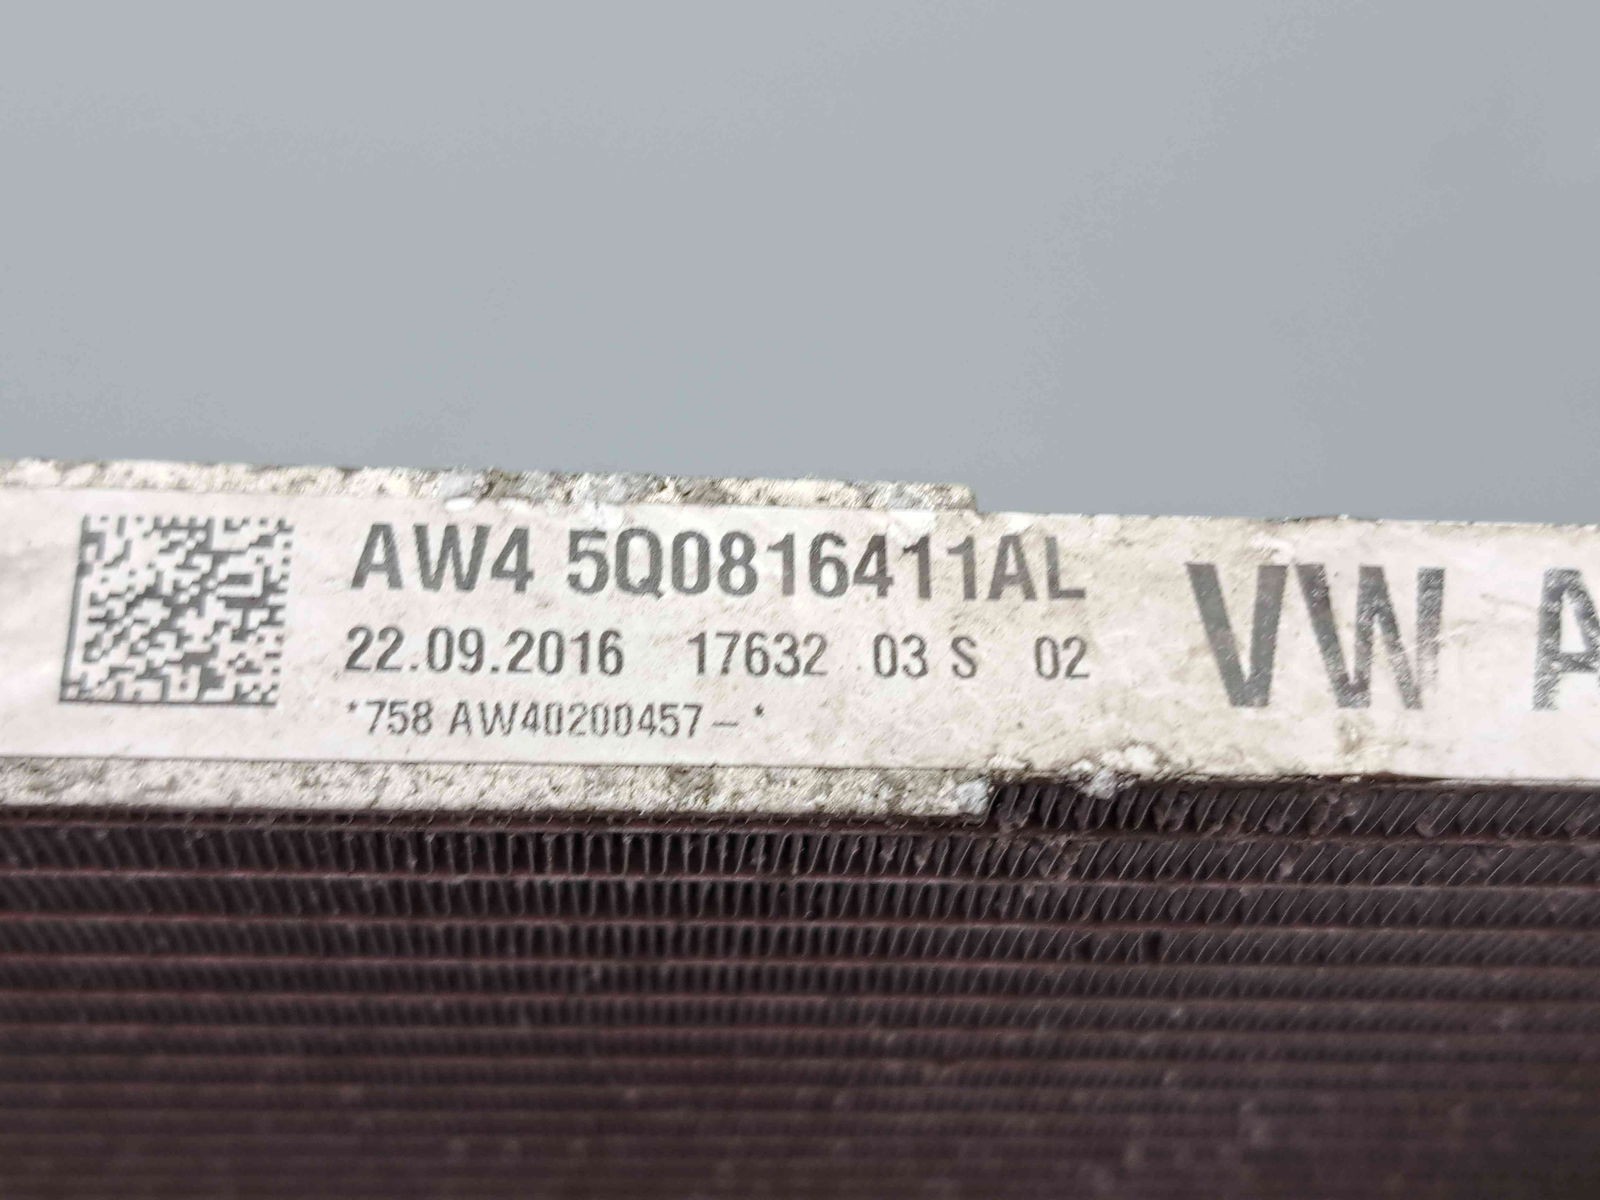 AW4 5Q0816411AL
22.09.2016 17632 03 S 02
*758 AW40200457-*
VW A